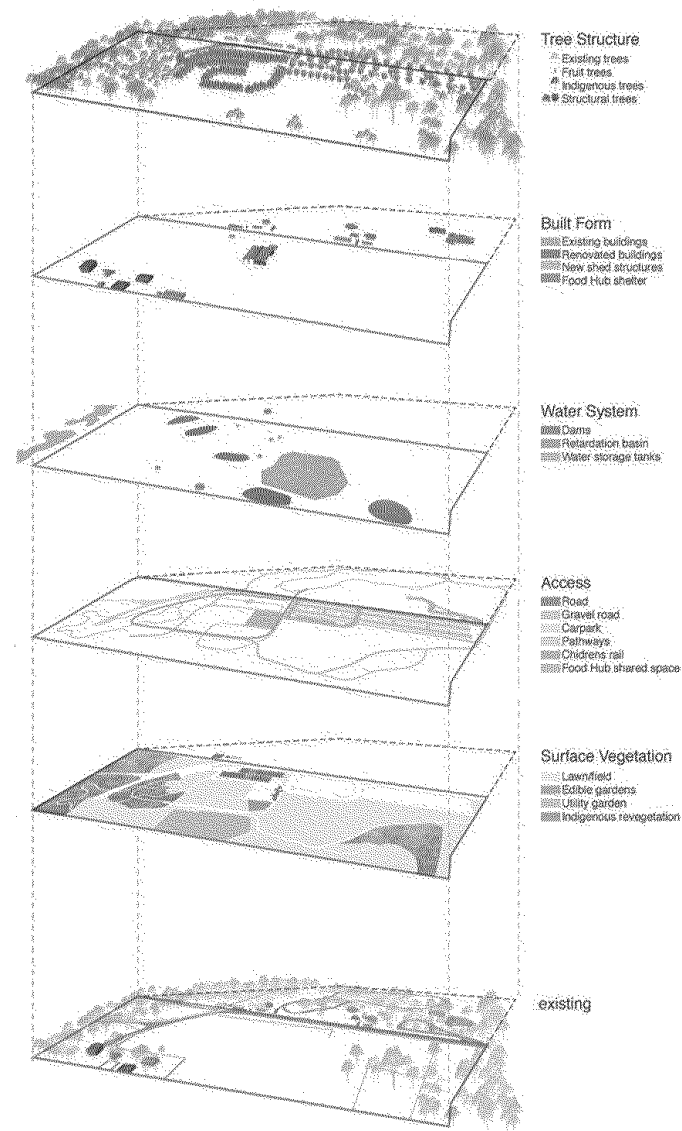 Tree Structure
Existing trees
Fruit trees
Indigenous trees
Structural trees
Built Form
Existing buildings
Renovated buildings
New shed structures
Food Hub shelter
Water System
Dams
Retardation basin
Water storage tanks
Access
Road
Gravel road
Carpark
Pathways
Childrens rail
Food Hub shared space
Surface Vegetation
Lawn/field
Edible gardens
Utility garden
Indigenous revegetation
existing